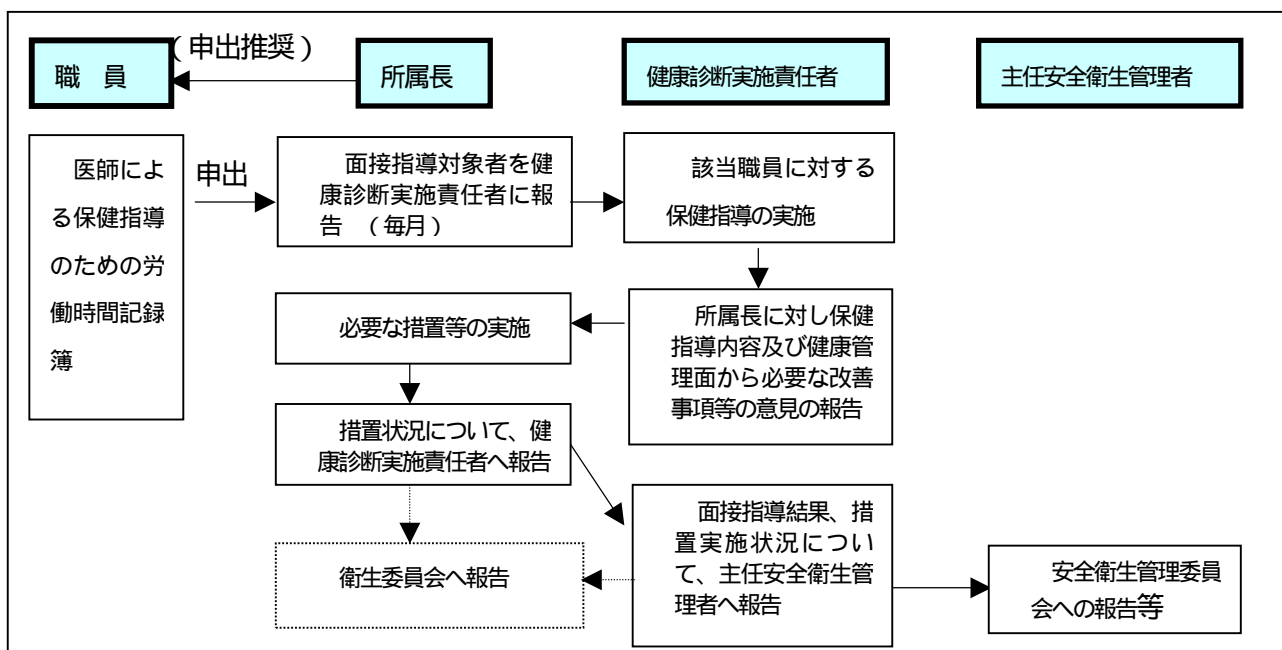 （申出推奨）
職　員
所属長
健康診断実施責任者
主任安全衛生管理者
医師によ
る保健指導
のための労
働時間記録
簿
申出
面接指導対象者を健
康診断実施責任者に報
告　（毎月）
該当職員に対する
保健指導の実施
所属長に対し保健
指導内容及び健康管
理面から必要な改善
事項等の意見の報告
必要な措置等の実施
措置状況について、健
康診断実施責任者へ報告
面接指導結果、措
置実施状況につい
て、主任安全衛生管
理者へ報告
衛生委員会へ報告
安全衛生管理委員
会への報告等